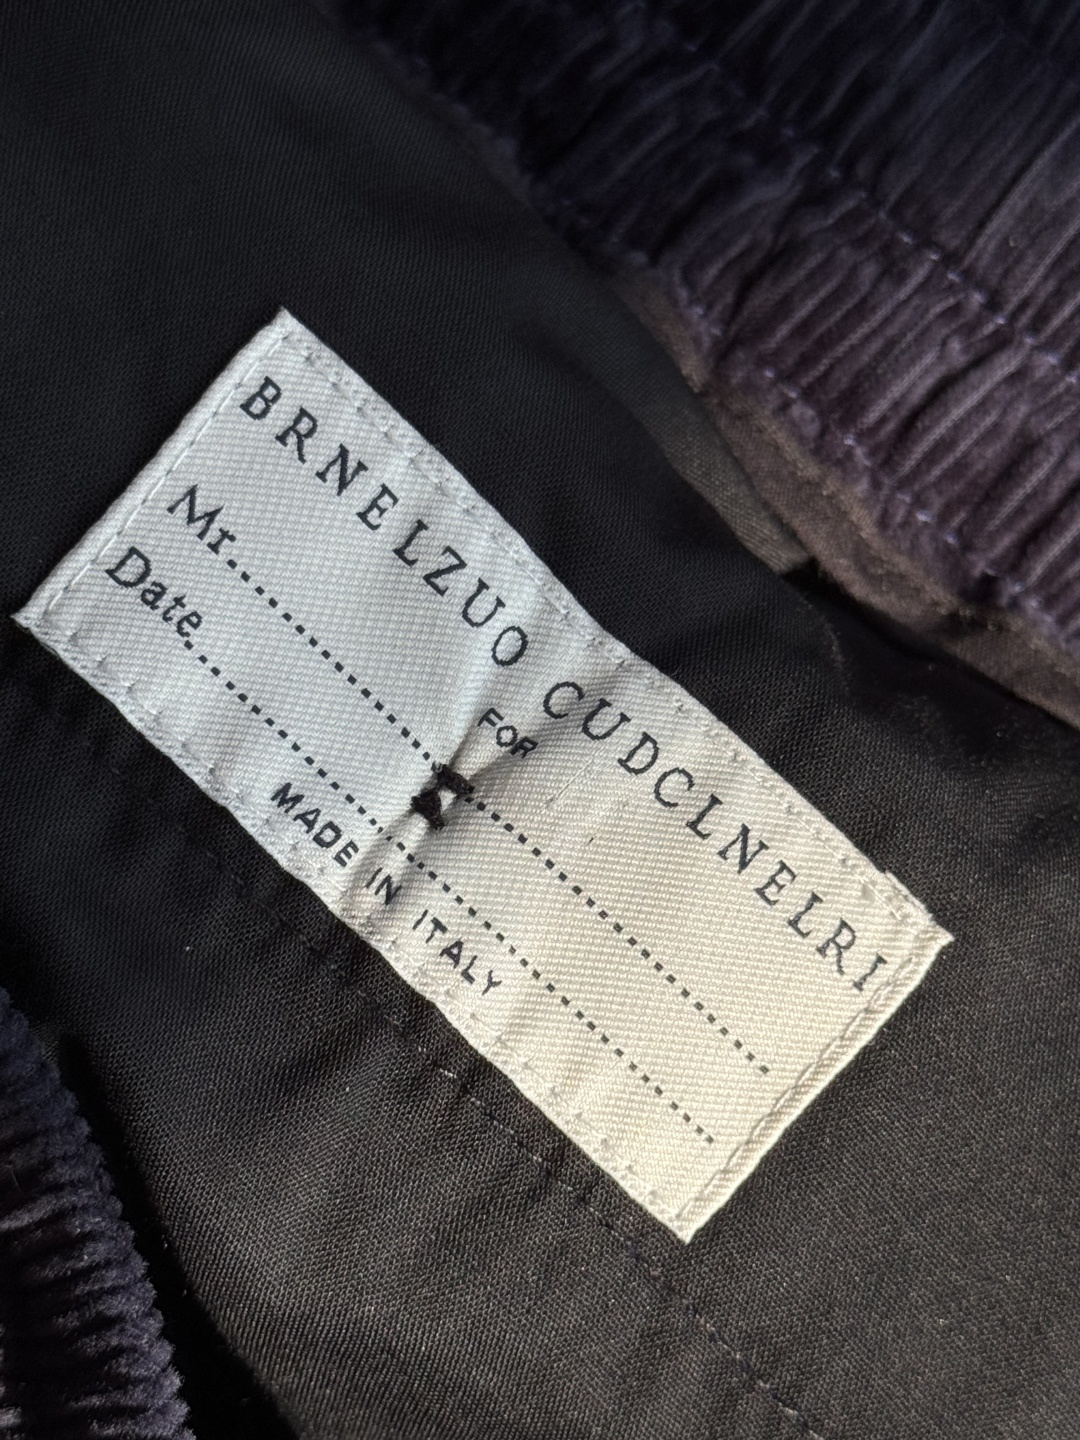 BRNELZUO CUDCLNELRI
FOR
Mr.
Date
MADE IN ITALY